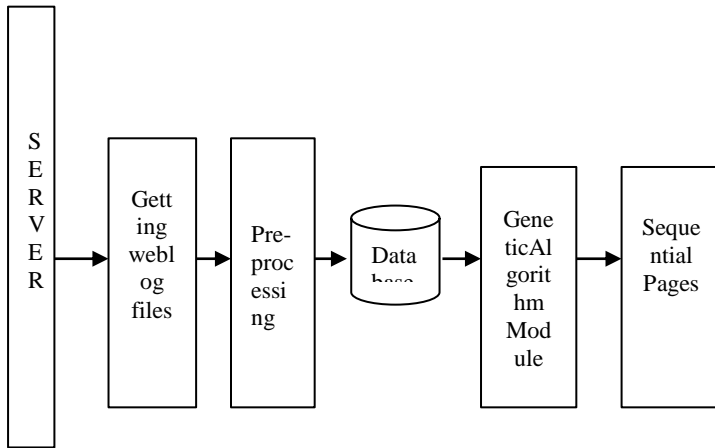 S
E
R
V
E
R
Gett
ing
webl
og
files
Pre-
proc
essi
ng
Data
base
Gene
ticAl
gorit
hm
Mod
ule
Seque
ntial
Pages